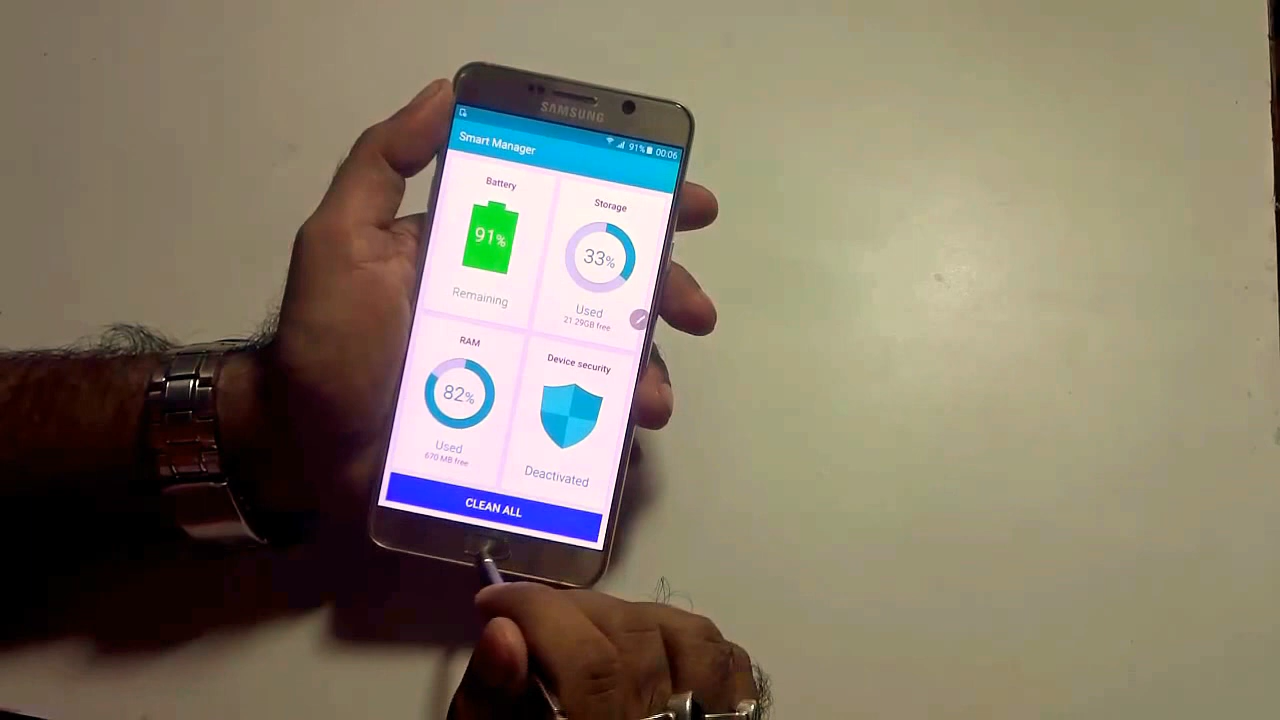 SAMSUNG
91% 00:06
Smart Manager
Battery
91%
Remaining
Storage
33%
Used
21.29GB free
RAM
82%
Used
670 MB free
Device security
Deactivated
CLEAN ALL